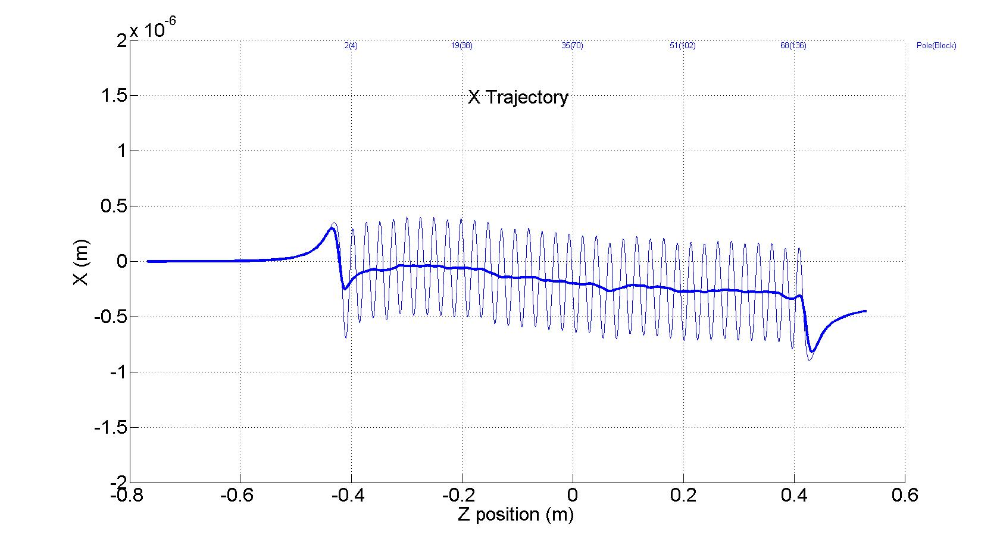 x 10-6
2(4) 19(38) 35(70) 51(102) 68(136) Pole(Block)
X Trajectory
2
1.5
1
0.5
0
-0.5
-1
-1.5
-2
X (m)
-0.8 -0.6 -0.4 -0.2 0 0.2 0.4 0.6
Z position (m)